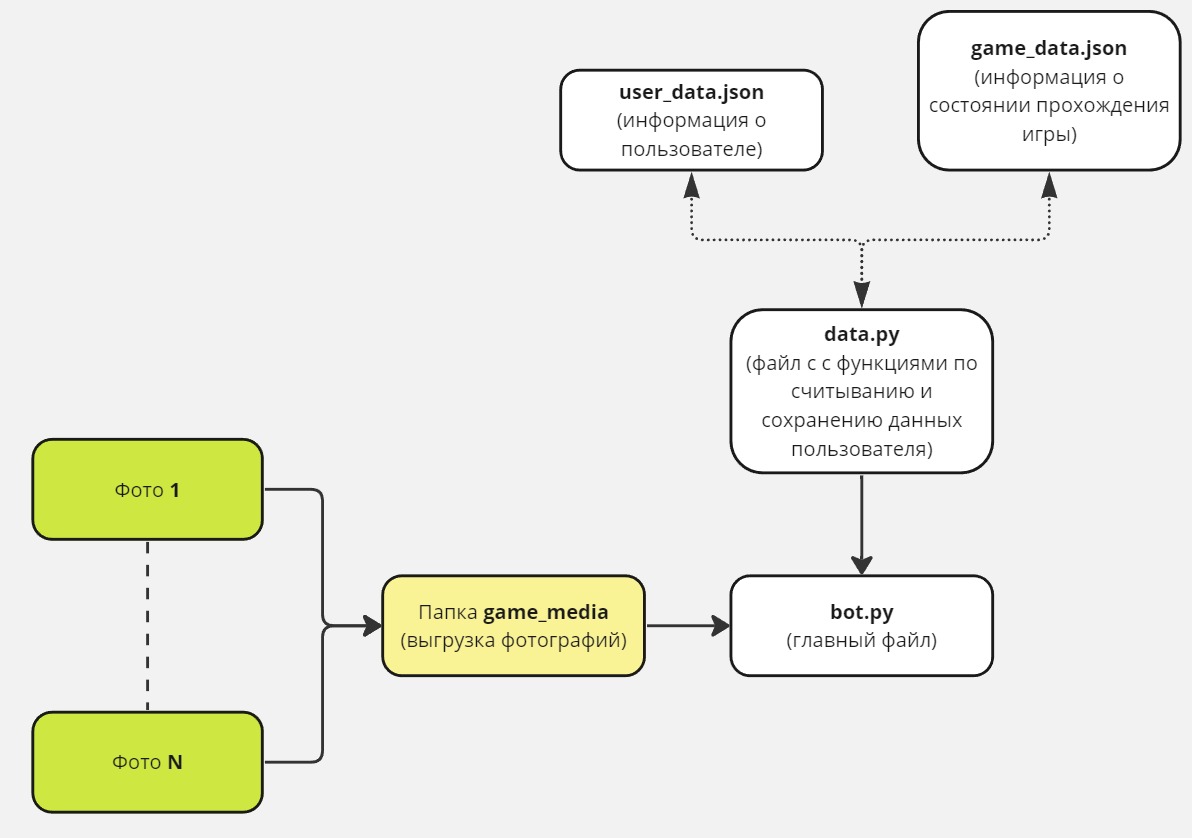 user_data.json
(информация о
пользователе)
game_data.json
(информация о
состоянии прохождения
игры)
data.py
(файл с с функциями по
считыванию и
сохранению данных
пользователя)
Фото 1
Папка game_media
(выгрузка фотографий)
bot.py
(главный файл)
Фото N